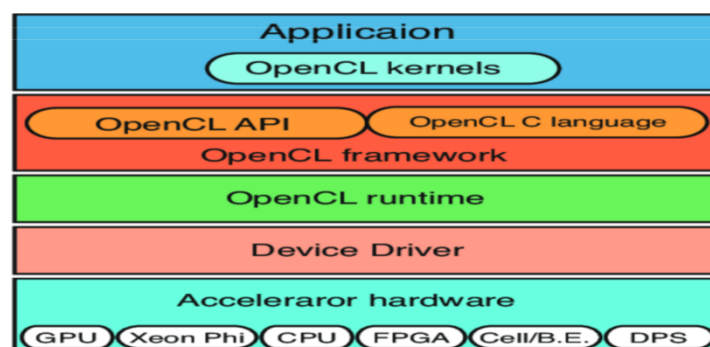 Applicaion
OpenCL kernels
OpenCL API OpenCL C language
OpenCL framework
OpenCL runtime
Device Driver
Acceleraror hardware
GPU Xeon Phi CPU FPGA Cell/B.E. DPS